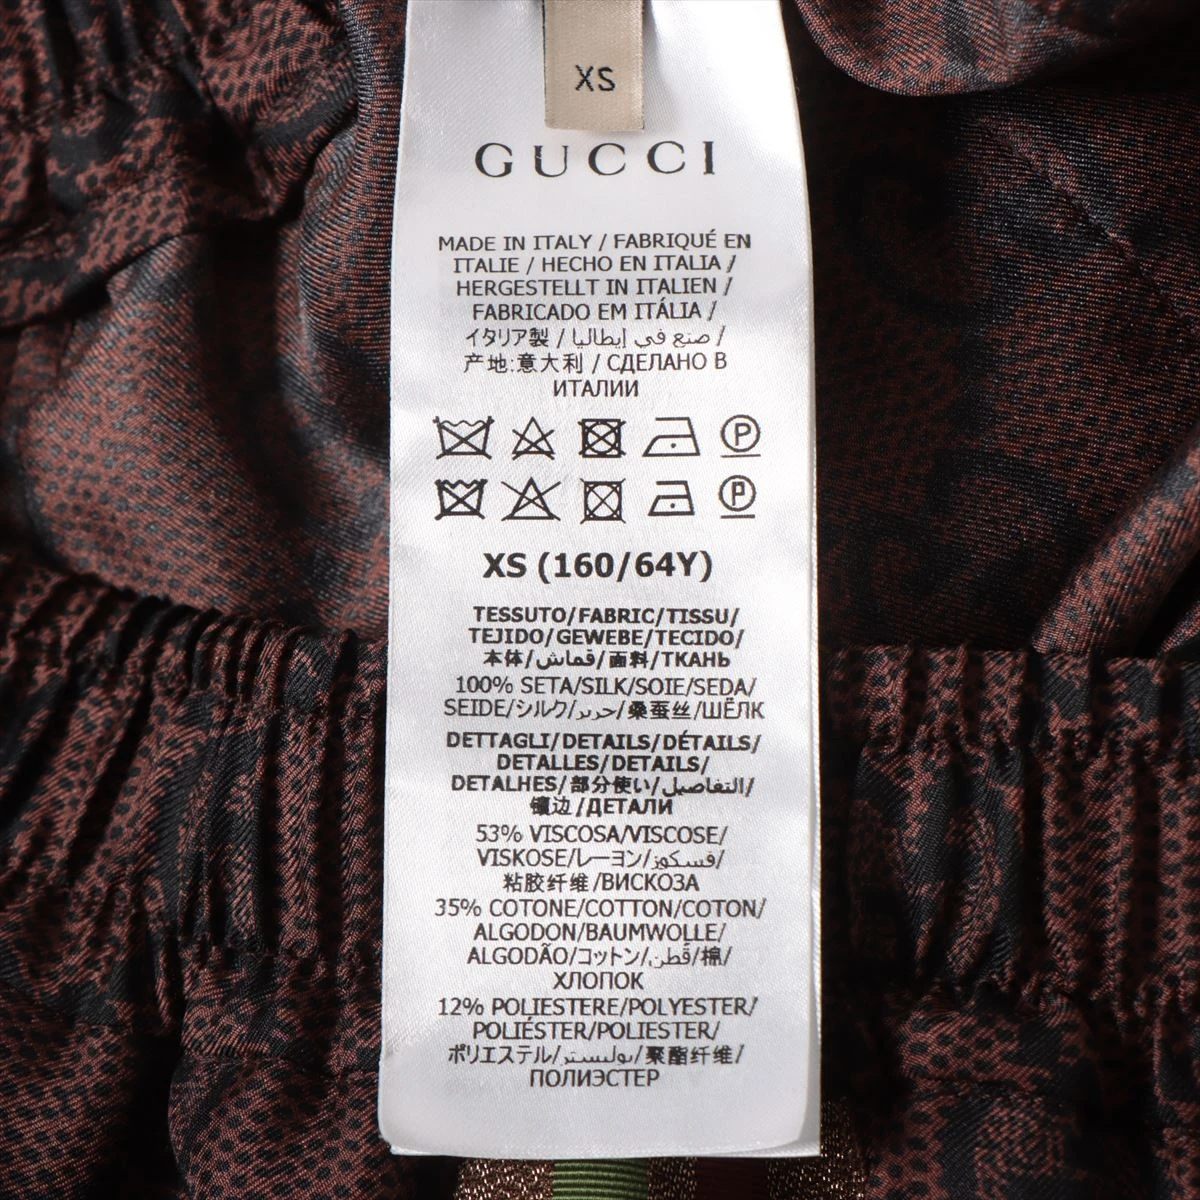 XS
GUCCI
MADE IN ITALY / FABRIQUÉ EN
ITALIE / HECHO EN ITALIA /
HERGESTELLT IN ITALIEN /
FABRICADO EM ITÁLIA /
イタリア製 / صنع في إيطاليا /
产地:意大利 / СДЕЛАНО В
ИТАЛИИ
P
P
XS (160/64Y)
TESSUTO/FABRIC/TISSU/
TEJIDO/GEWEBE/TECIDO/
本体/قماش/面料/ТКАНЬ
100% SETA/SILK/SOIE/SEDA/
SEIDE/シルク/حرير/桑蚕丝/ШЁЛК
DETTAGLI/DETAILS/DÉTAILS/
DETALLES/DETAILS/
DETALHES/部分使い/التفاصيل/
镶边/ДЕТАЛИ
53% VISCOSA/VISCOSE/
VISKOSE/レーヨン/فسكوز/
粘胶纤维/ВИСКОЗА
35% COTONE/COTTON/COTON/
ALGODON/BAUMWOLLE/
ALGODÃO/コットン/قطن/棉/
ХЛОПОК
12% POLIESTERE/POLYESTER/
POLIÉSTER/POLIESTER/
ポリエステル/بوليستر/聚酯纤维/
ПОЛИЭСТЕР